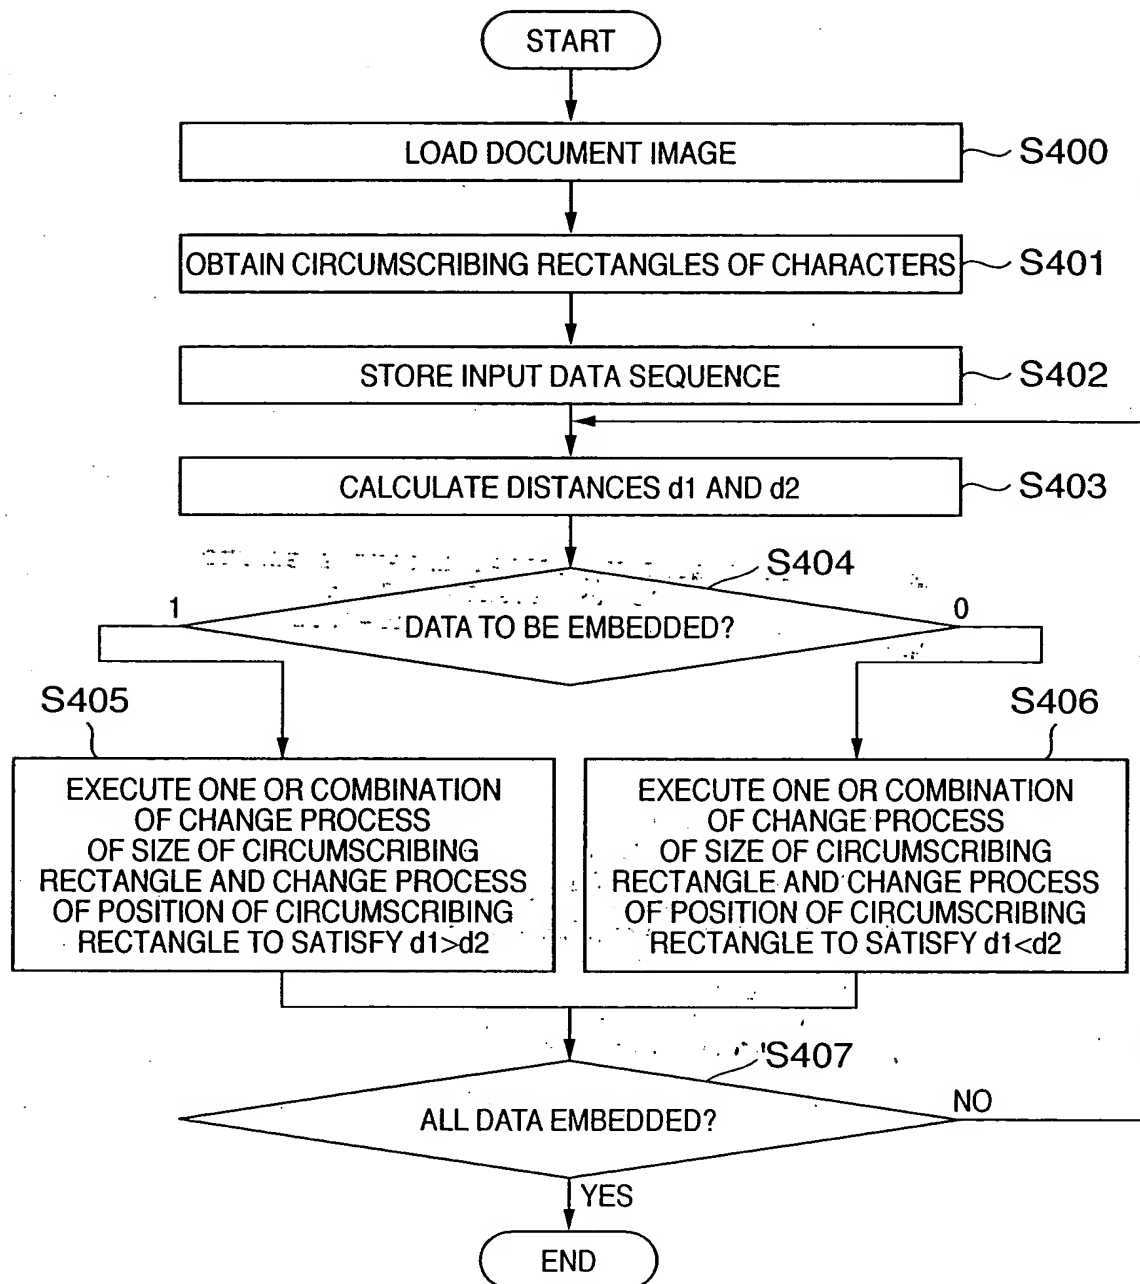 START
LOAD DOCUMENT IMAGE
S400
OBTAIN CIRCUMSCRIBING RECTANGLES OF CHARACTERS
S401
STORE INPUT DATA SEQUENCE
S402
CALCULATE DISTANCES d1 AND d2
S403
S404
1
DATA TO BE EMBEDDED?
0
S405
EXECUTE ONE OR COMBINATION
OF CHANGE PROCESS
OF SIZE OF CIRCUMSCRIBING
RECTANGLE AND CHANGE PROCESS
OF POSITION OF CIRCUMSCRIBING
RECTANGLE TO SATISFY d1>d2
S406
EXECUTE ONE OR COMBINATION
OF CHANGE PROCESS
OF SIZE OF CIRCUMSCRIBING
RECTANGLE AND CHANGE PROCESS
OF POSITION OF CIRCUMSCRIBING
RECTANGLE TO SATISFY d1<d2
S407
ALL DATA EMBEDDED?
NO
YES
END